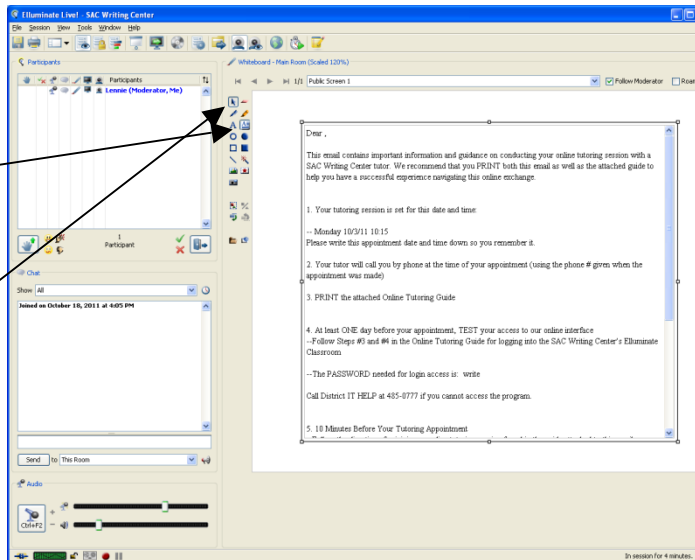 Elluminate Live! - SAC Writing Center
File Session View Tools Window Help
Participants
Participants
Lennie (Moderator, Me)
1
Participant
Chat
Show All
Joined on October 18, 2011 at 4:05 PM
Send to This Room
Audio
Ctrl+F2
Whiteboard - Main Room (Scaled 120%)
1/1 Public Screen 1 Follow Moderator Roam
Dear ,
This email contains important information and guidance on conducting your online tutoring session with a
SAC Writing Center tutor. We recommend that you PRINT both this email as well as the attached guide to
help you have a successful experience navigating this online exchange.
1. Your tutoring session is set for this date and time:
-- Monday 10/3/11 10:15
Please write this appointment date and time down so you remember it.
2. Your tutor will call you by phone at the time of your appointment (using the phone # given when the
appointment was made)
3. PRINT the attached Online Tutoring Guide
4. At least ONE day before your appointment, TEST your access to our online interface
--Follow Steps #3 and #4 in the Online Tutoring Guide for logging into the SAC Writing Center's Elluminate
Classroom
--The PASSWORD needed for login access is: write
Call District IT HELP at 485-0777 if you cannot access the program.
5. 10 Minutes Before Your Tutoring Appointment
In session for 4 minutes.